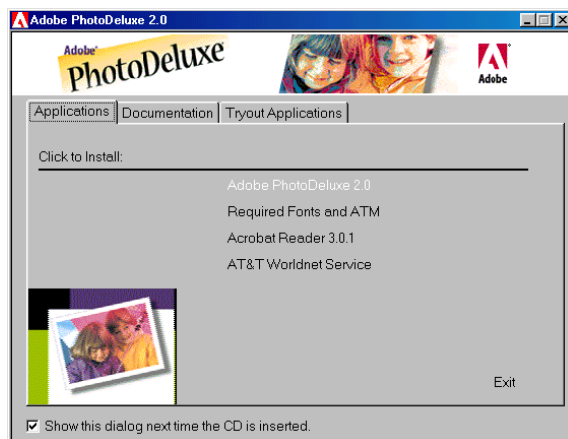 Adobe PhotoDeluxe 2.0
Adobe
PhotoDeluxe
Adobe
Applications Documentation Tryout Applications
Click to Install:
Adobe PhotoDeluxe 2.0
Required Fonts and ATM
Acrobat Reader 3.0.1
AT&T Worldnet Service
Exit
Show this dialog next time the CD is inserted.